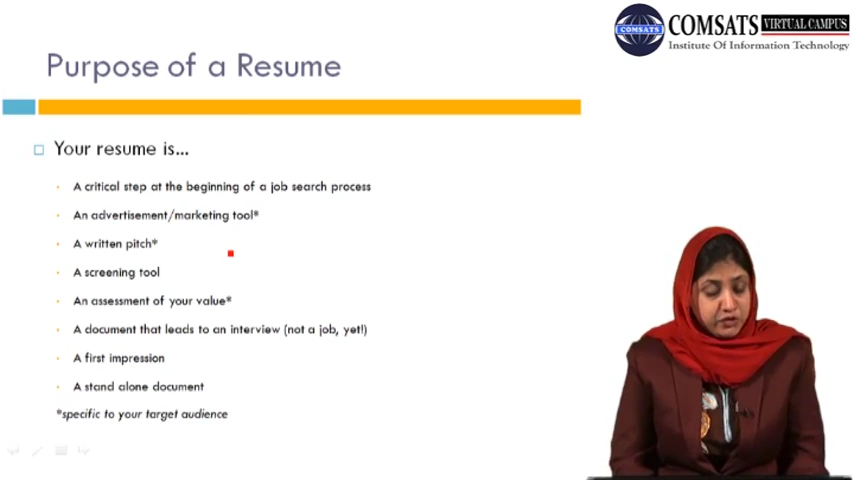 COMSATS VIRTUAL CAMPUS
COMSATS
Institute Of Information Technology
Purpose of a Resume
Your resume is...
A critical step at the beginning of a job search process
An advertisement/marketing tool*
A written pitch*
A screening tool
An assessment of your value*
A document that leads to an interview (not a job, yet!)
A first impression
A stand alone document
*specific to your target audience